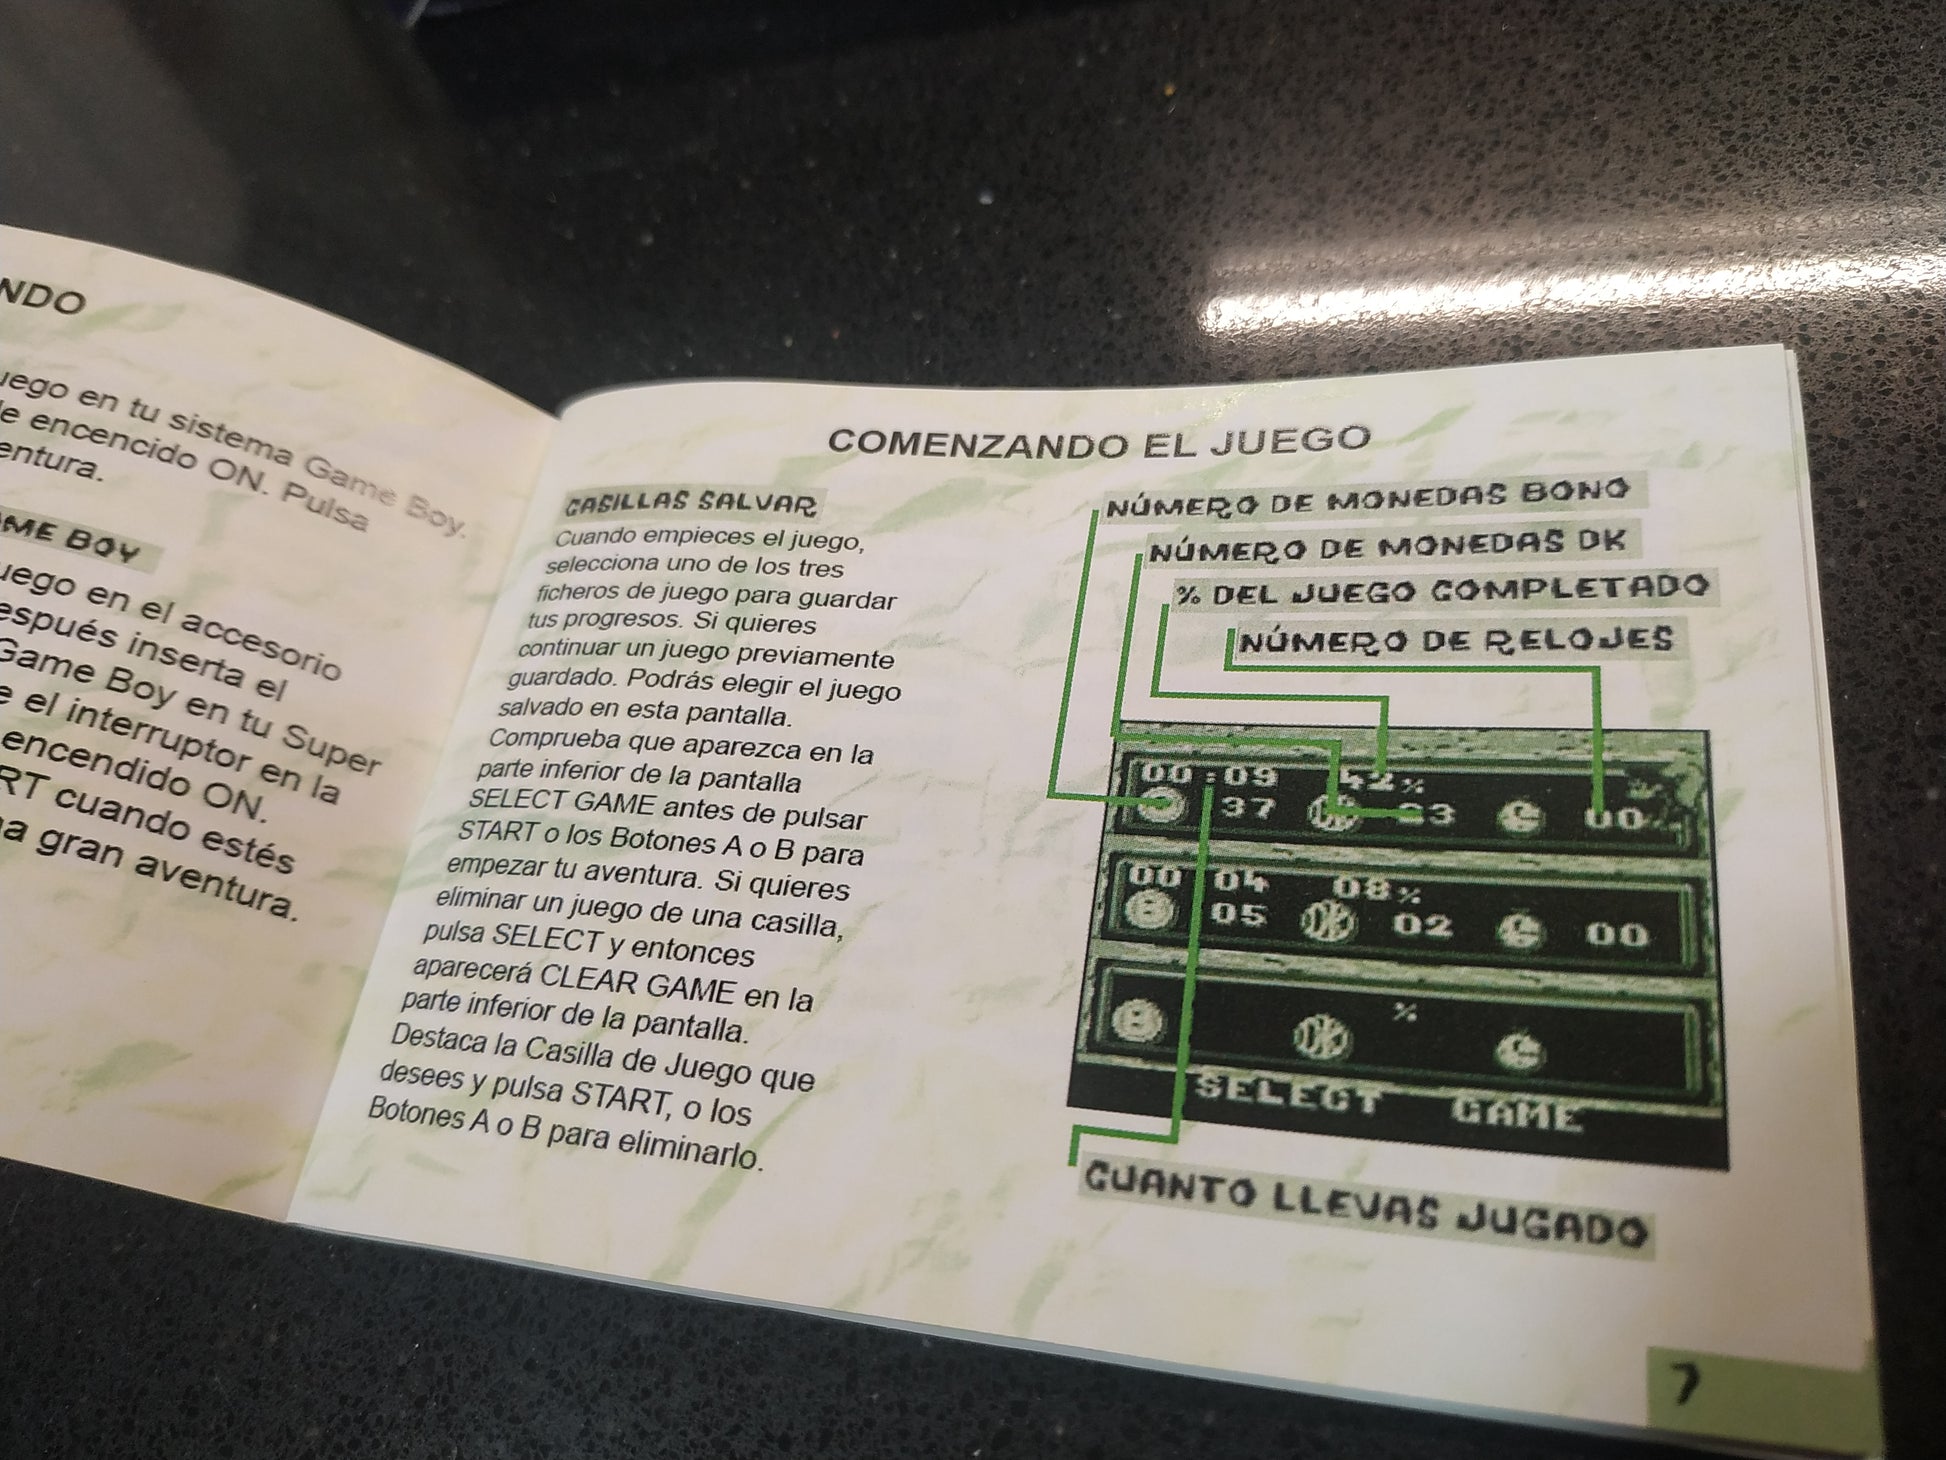 NDO
uego en tu sistema Game Boy.
e encencido ON. Pulsa
entura.
AME BOY
uego en el accesorio
espués inserta el
Game Boy en tu Super
e el interruptor en la
encendido ON.
RT cuando estés
na gran aventura.
COMENZANDO EL JUEGO
CASILLAS SALVAR
Cuando empieces el juego,
selecciona uno de los tres
ficheros de juego para guardar
tus progresos. Si quieres
continuar un juego previamente
guardado. Podrás elegir el juego
salvado en esta pantalla.
Comprueba que aparezca en la
parte inferior de la pantalla
SELECT GAME antes de pulsar
START o los Botones A o B para
empezar tu aventura. Si quieres
eliminar un juego de una casilla,
pulsa SELECT y entonces
aparecerá CLEAR GAME en la
parte inferior de la pantalla.
Destaca la Casilla de Juego que
desees y pulsa START, o los
Botones A o B para eliminarlo.
NÚMERO DE MONEDAS BONO
NÚMERO DE MONEDAS DK
% DEL JUEGO COMPLETADO
NÚMERO DE RELOJES
00:09 42%
37 DK 00
00 04 08%
B 05 DK 02 00
%
B DK
SELECT GAME
CUANTO LLEVAS JUGADO
7